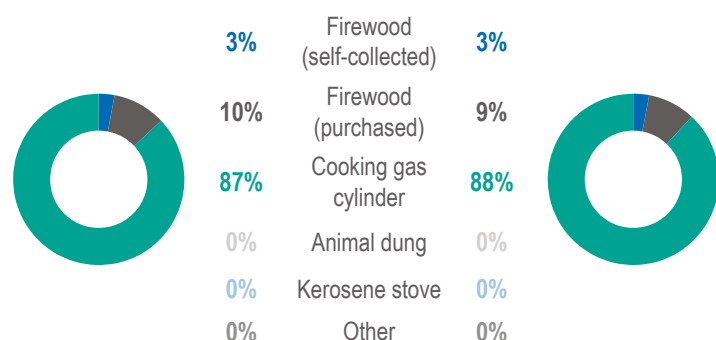 3% Firewood 3%
(self-collected)
10% Firewood 9%
(purchased)
87% Cooking gas 88%
cylinder
0% Animal dung 0%
0% Kerosene stove 0%
0% Other 0%